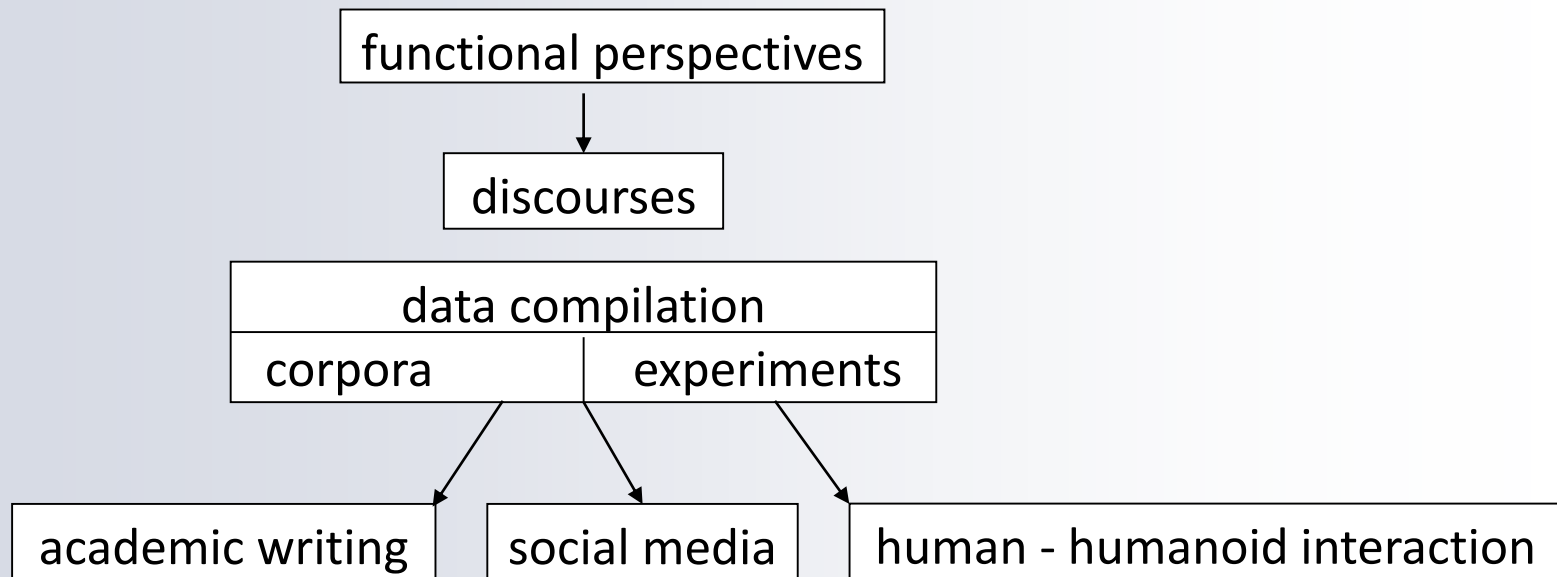 functional perspectives
discourses
data compilation
corpora experiments
academic writing social media human - humanoid interaction